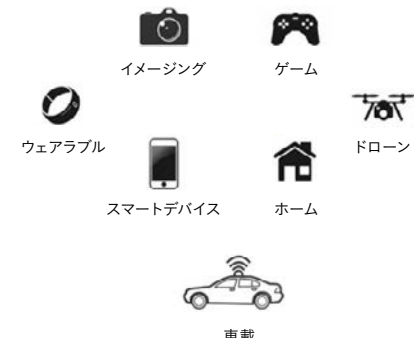 イメージング
ゲーム
ウェアラブル
ドローン
スマートデバイス
ホーム
車載